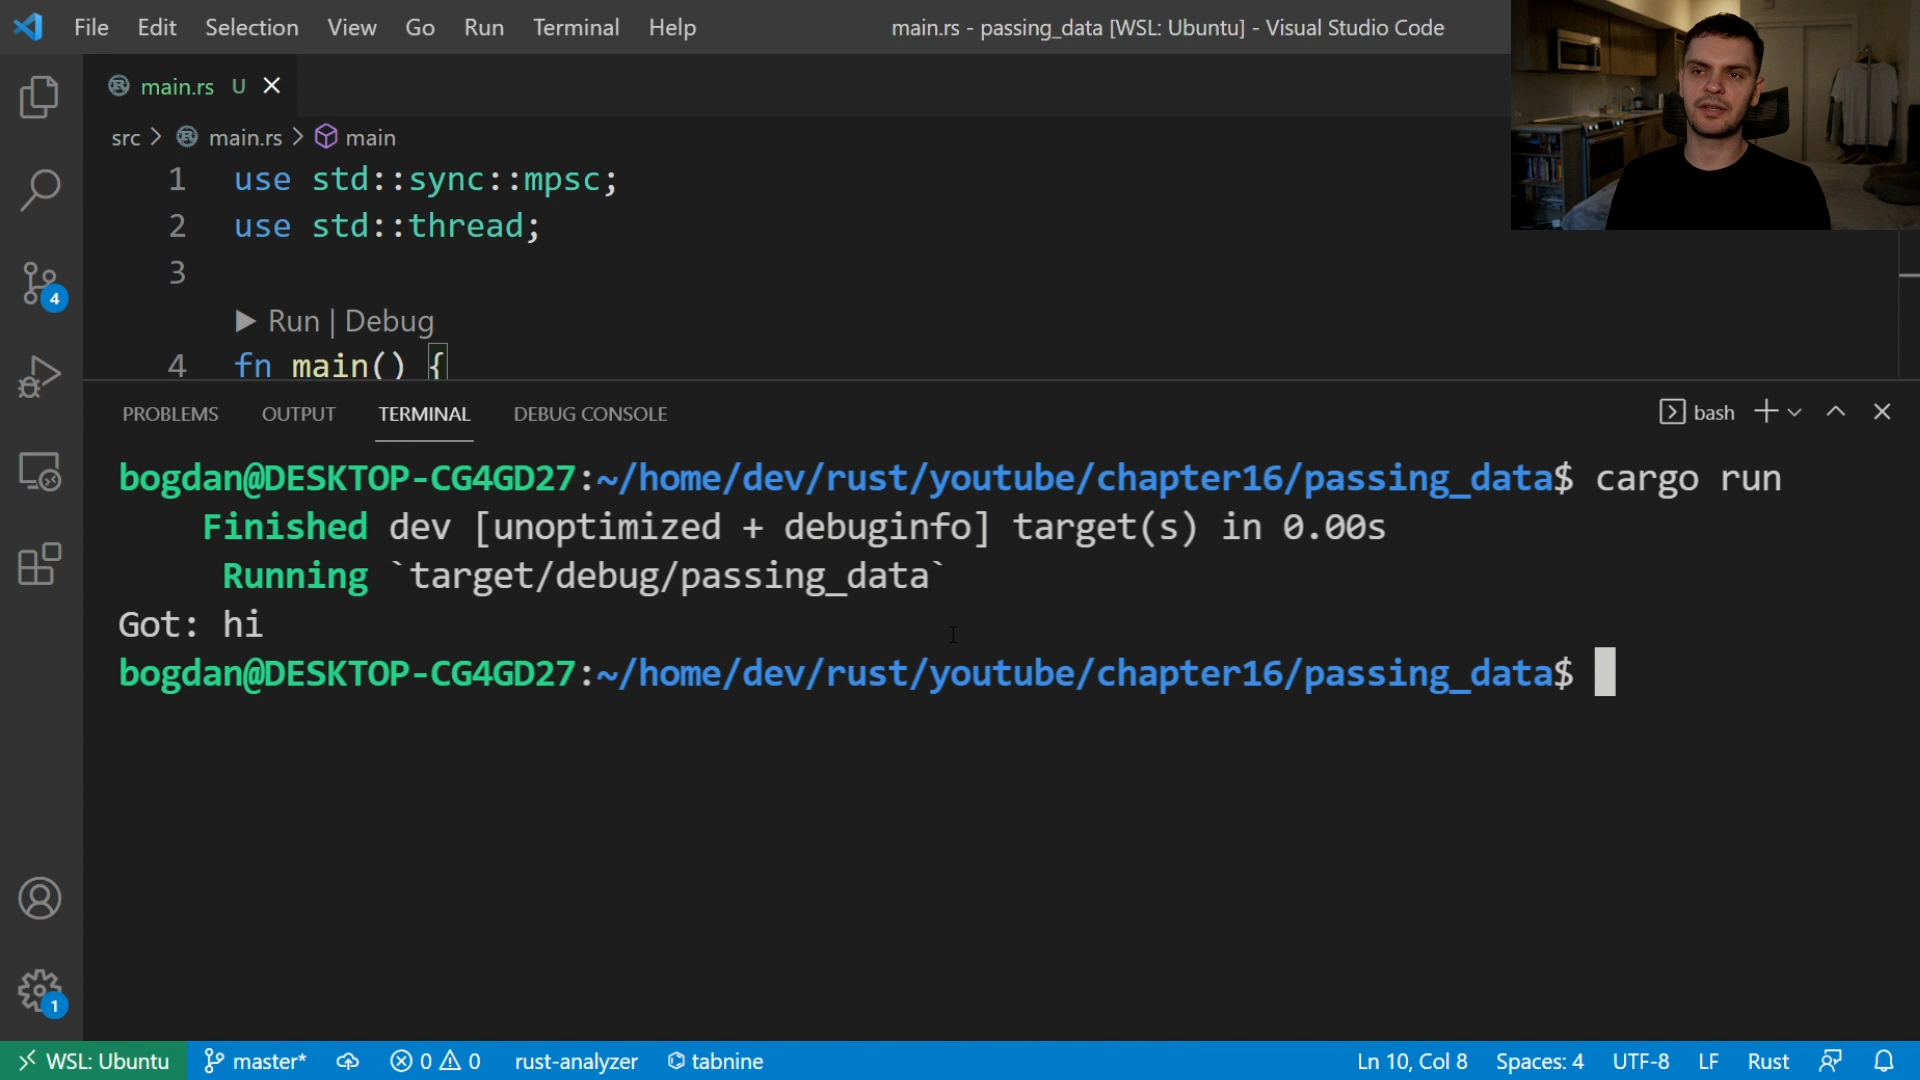 File Edit Selection View Go Run Terminal Help main.rs - passing_data [WSL: Ubuntu] - Visual Studio Code
main.rs U
src > main.rs > main
1 use std::sync::mpsc;
2 use std::thread;
3
Run | Debug
4 fn main() {
PROBLEMS OUTPUT TERMINAL DEBUG CONSOLE bash
bogdan@DESKTOP-CG4GD27:~/home/dev/rust/youtube/chapter16/passing_data$ cargo run
Finished dev [unoptimized + debuginfo] target(s) in 0.00s
Running `target/debug/passing_data`
Got: hi
bogdan@DESKTOP-CG4GD27:~/home/dev/rust/youtube/chapter16/passing_data$
4
1
WSL: Ubuntu master* 0 0 rust-analyzer tabnine Ln 10, Col 8 Spaces: 4 UTF-8 LF Rust